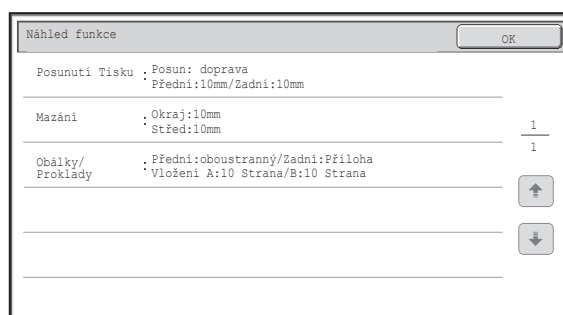 Náhled funkce
OK
Posunutí Tisku : Posun: doprava
Přední:10mm/Zadní:10mm
Mazání : Okraj:10mm
Střed:10mm
Obálky/
Proklady : Přední:oboustranný/Zadní:Příloha
Vložení A:10 Strana/B:10 Strana
1
1